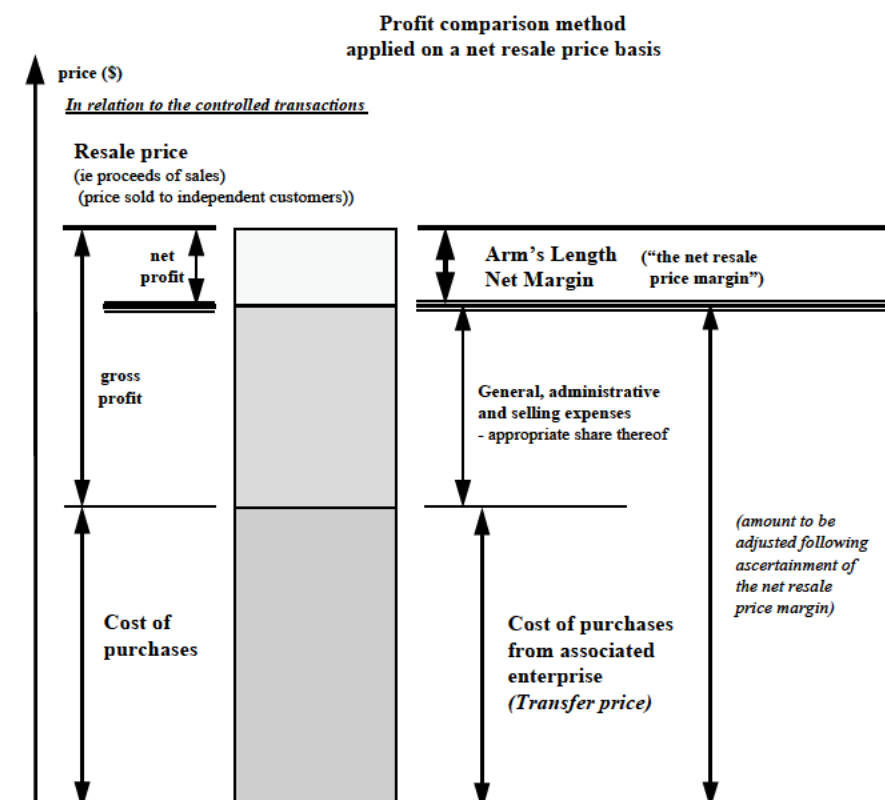 Profit comparison method
applied on a net resale price basis
price ($)
In relation to the controlled transactions
Resale price
(ie proceeds of sales)
(price sold to independent customers))
net
profit
Arm's Length
Net Margin
("the net resale
price margin")
gross
profit
General, administrative
and selling expenses
- appropriate share thereof
(amount to be
adjusted following
ascertainment of
the net resale
price margin)
Cost of
purchases
Cost of purchases
from associated
enterprise
(Transfer price)